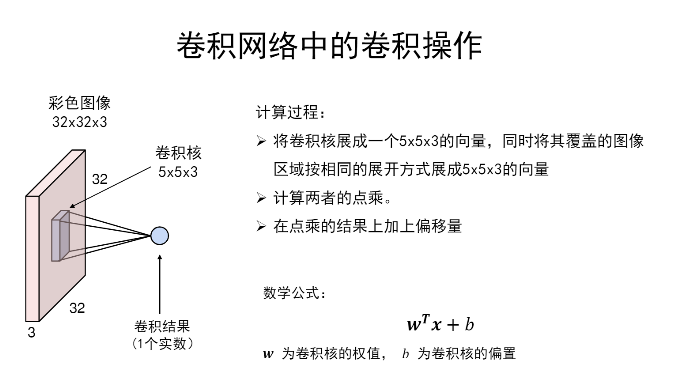 卷积网络中的卷积操作
彩色图像
32x32x3
卷积核
5x5x3
32
32
3
卷积结果
(1个实数)
计算过程:
➢ 将卷积核展成一个5x5x3的向量,同时将其覆盖的图像
区域按相同的展开方式展成5x5x3的向量
➢ 计算两者的点乘。
➢ 在点乘的结果上加上偏移量
数学公式:
wᵀx + b
w 为卷积核的权值, b 为卷积核的偏置